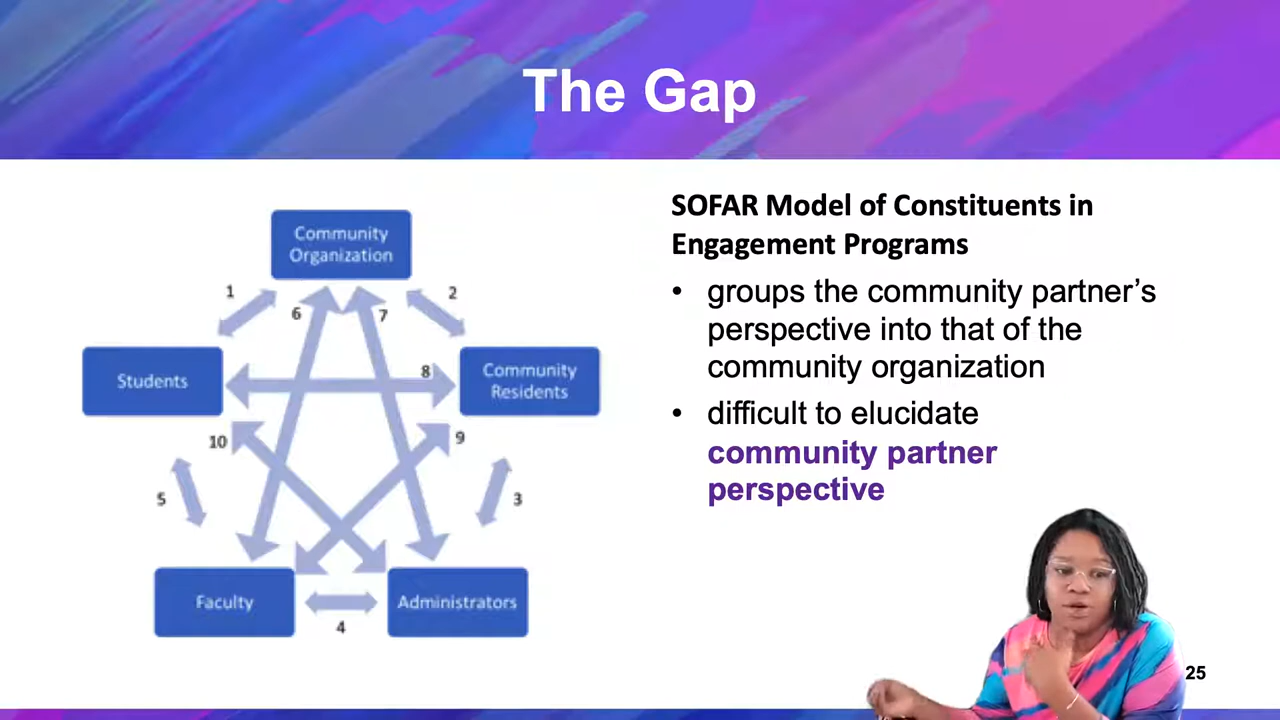 The Gap
SOFAR Model of Constituents in
Engagement Programs
• groups the community partner’s
perspective into that of the
community organization
• difficult to elucidate
community partner
perspective
Community
Organization
1
2
6
7
Students
8
Community
Residents
10
9
5
3
Faculty
Administrators
4
25